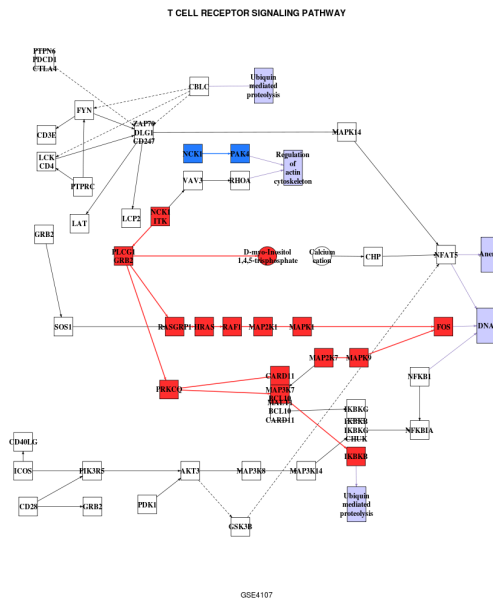 T CELL RECEPTOR SIGNALING PATHWAY
PTPN6
PDCD1
CTLA4
CBLC
Ubiquin
mediated
proteolysis
FYN
CD3E
ZAP70
DLG1
CD247
MAPK14
LCK
CD4
PTPRC
NCK1
PAK4
Regulation
of
actin
cytoskeleton
VAV3
RHOA
LAT
LCP2
NCK1
ITK
GRB2
PLCG1
GRB2
D-myo-Inositol
1,4,5-trisphosphate
Calcium
cation
CHP
NFAT5
SOS1
RASGRP1
HRAS
RAF1
MAP2K1
MAPK1
FOS
DNA
MAP2K7
MAPK9
PRKCQ
CARD11
MAP3K7
BCL10
MALT1
BCL10
CARD11
NFKB1
IKBKG
IKBKB
IKBKG
CHUK
NFKBIA
IKBKB
CD40LG
ICOS
PIK3R5
AKT3
MAP3K8
MAP3K14
CD28
GRB2
PDK1
GSK3B
Ubiquin
mediated
proteolysis
GSE4107